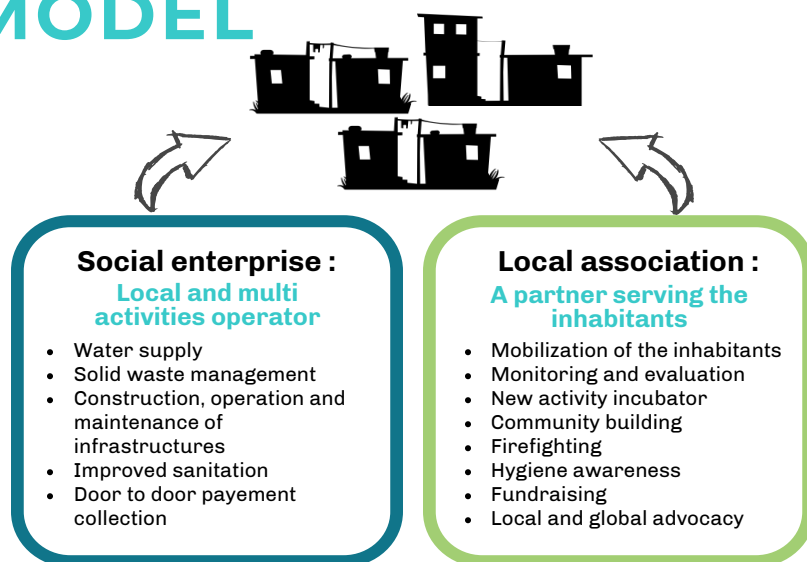 MODEL
Social enterprise :
Local and multi
activities operator
• Water supply
• Solid waste management
• Construction, operation and
maintenance of
infrastructures
• Improved sanitation
• Door to door payement
collection
Local association :
A partner serving the
inhabitants
• Mobilization of the inhabitants
• Monitoring and evaluation
• New activity incubator
• Community building
• Firefighting
• Hygiene awareness
• Fundraising
• Local and global advocacy